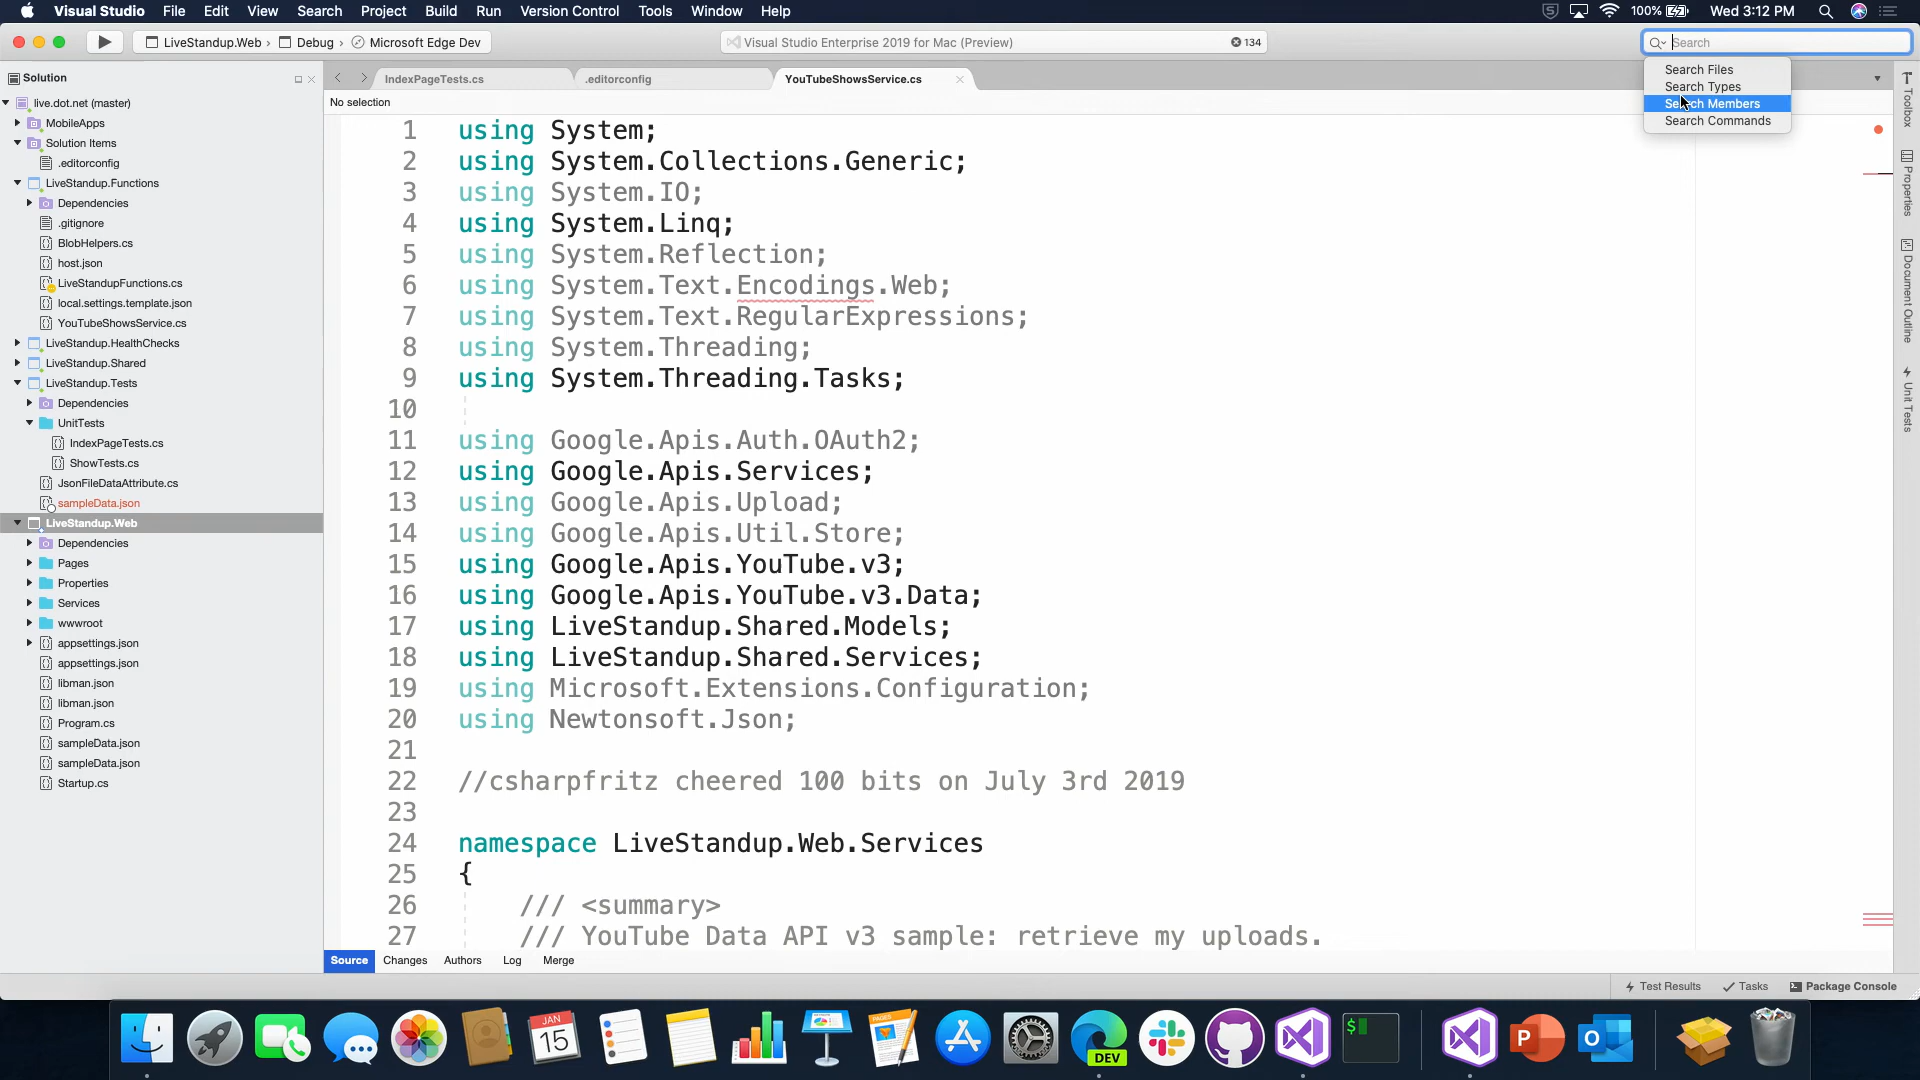 Visual Studio File Edit View Search Project Build Run Version Control Tools Window Help 100% Wed 3:12 PM
LiveStandup.Web › Debug › Microsoft Edge Dev
Visual Studio Enterprise 2019 for Mac (Preview) 134
Search
Search Files
Search Types
Search Members
Search Commands
Solution
live.dot.net (master)
MobileApps
Solution Items
.editorconfig
LiveStandup.Functions
Dependencies
.gitignore
BlobHelpers.cs
host.json
LiveStandupFunctions.cs
local.settings.template.json
YouTubeShowsService.cs
LiveStandup.HealthChecks
LiveStandup.Shared
LiveStandup.Tests
Dependencies
UnitTests
IndexPageTests.cs
ShowTests.cs
JsonFileDataAttribute.cs
sampleData.json
LiveStandup.Web
Dependencies
Pages
Properties
Services
wwwroot
appsettings.json
appsettings.json
libman.json
libman.json
Program.cs
sampleData.json
sampleData.json
Startup.cs
IndexPageTests.cs .editorconfig YouTubeShowsService.cs
No selection
1 using System;
2 using System.Collections.Generic;
3 using System.IO;
4 using System.Linq;
5 using System.Reflection;
6 using System.Text.Encodings.Web;
7 using System.Text.RegularExpressions;
8 using System.Threading;
9 using System.Threading.Tasks;
10
11 using Google.Apis.Auth.OAuth2;
12 using Google.Apis.Services;
13 using Google.Apis.Upload;
14 using Google.Apis.Util.Store;
15 using Google.Apis.YouTube.v3;
16 using Google.Apis.YouTube.v3.Data;
17 using LiveStandup.Shared.Models;
18 using LiveStandup.Shared.Services;
19 using Microsoft.Extensions.Configuration;
20 using Newtonsoft.Json;
21
22 //csharpfritz cheered 100 bits on July 3rd 2019
23
24 namespace LiveStandup.Web.Services
25 {
26 /// <summary>
27 /// YouTube Data API v3 sample: retrieve my uploads.
Source Changes Authors Log Merge
Toolbox
Properties
Document Outline
Unit Tests
Test Results Tasks Package Console
JAN
15
PAGES
DEV
$
P
O